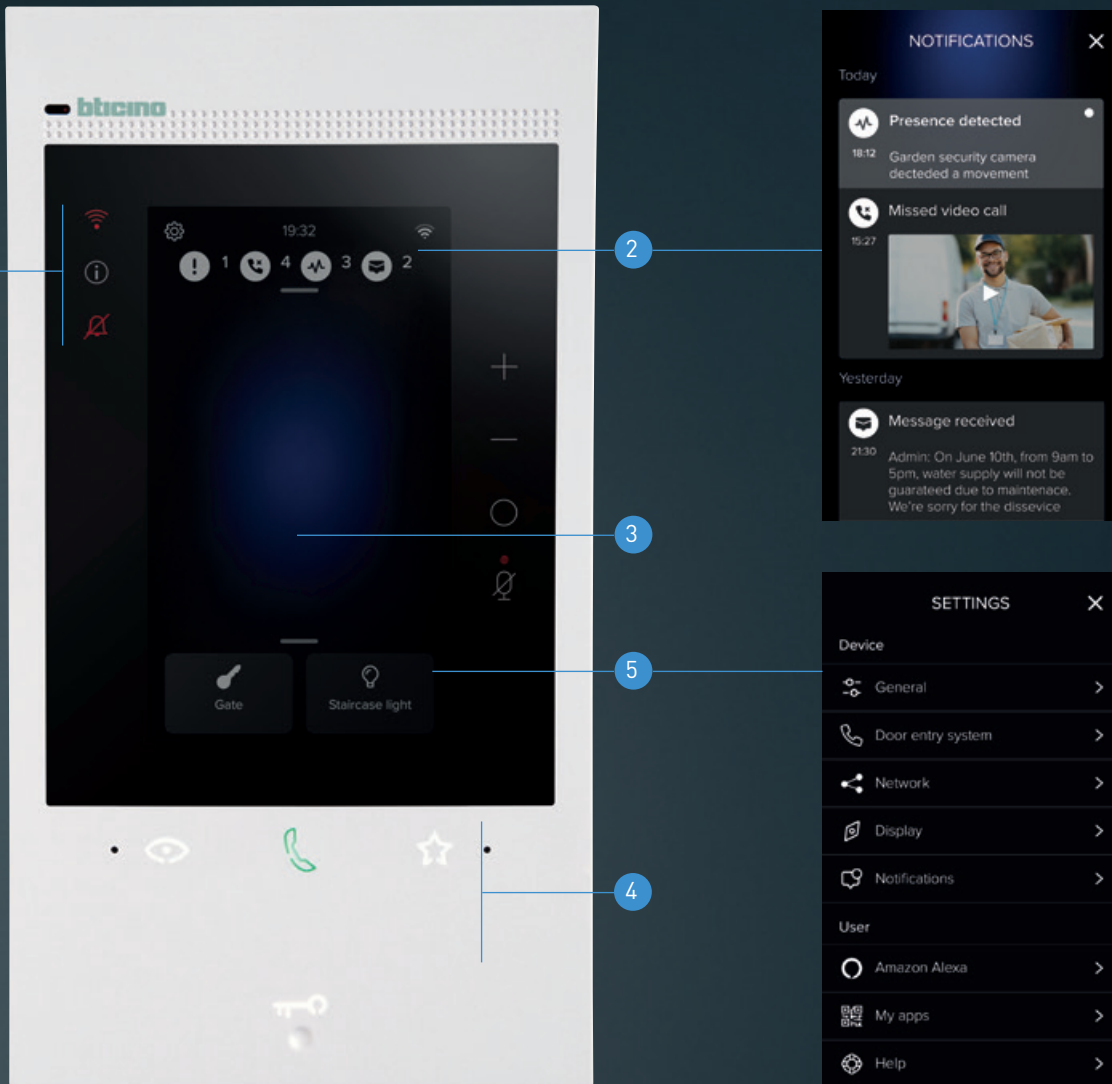 bticino
19:32
1 4 3 2
Gate
Staircase light
2
3
5
4
NOTIFICATIONS
Today
Presence detected
18:12
Garden security camera
decteded a movement
Missed video call
15:27
Yesterday
Message received
21:30
Admin: On June 10th, from 9am to
5pm, water supply will not be
guarateed due to maintenace.
We're sorry for the dissevice
SETTINGS
Device
General
Door entry system
Network
Display
Notifications
User
Amazon Alexa
My apps
Help